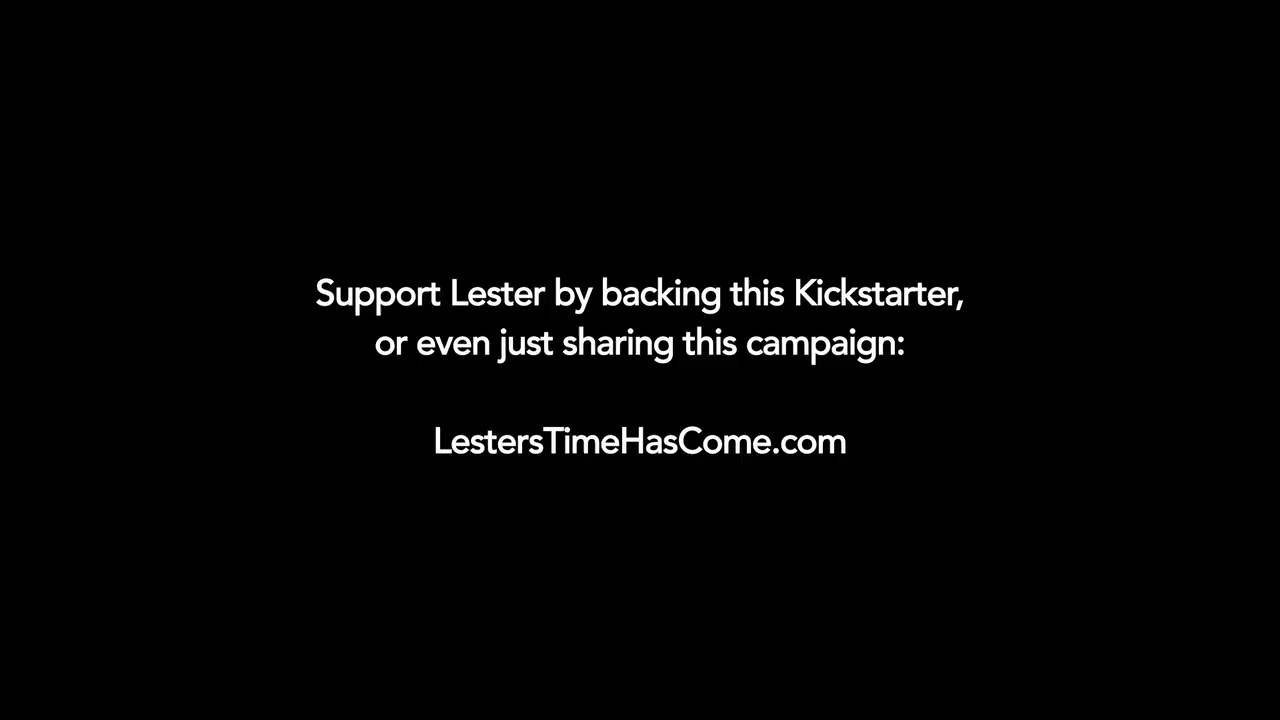 Support Lester by backing this Kickstarter,
or even just sharing this campaign:
LestersTimeHasCome.com